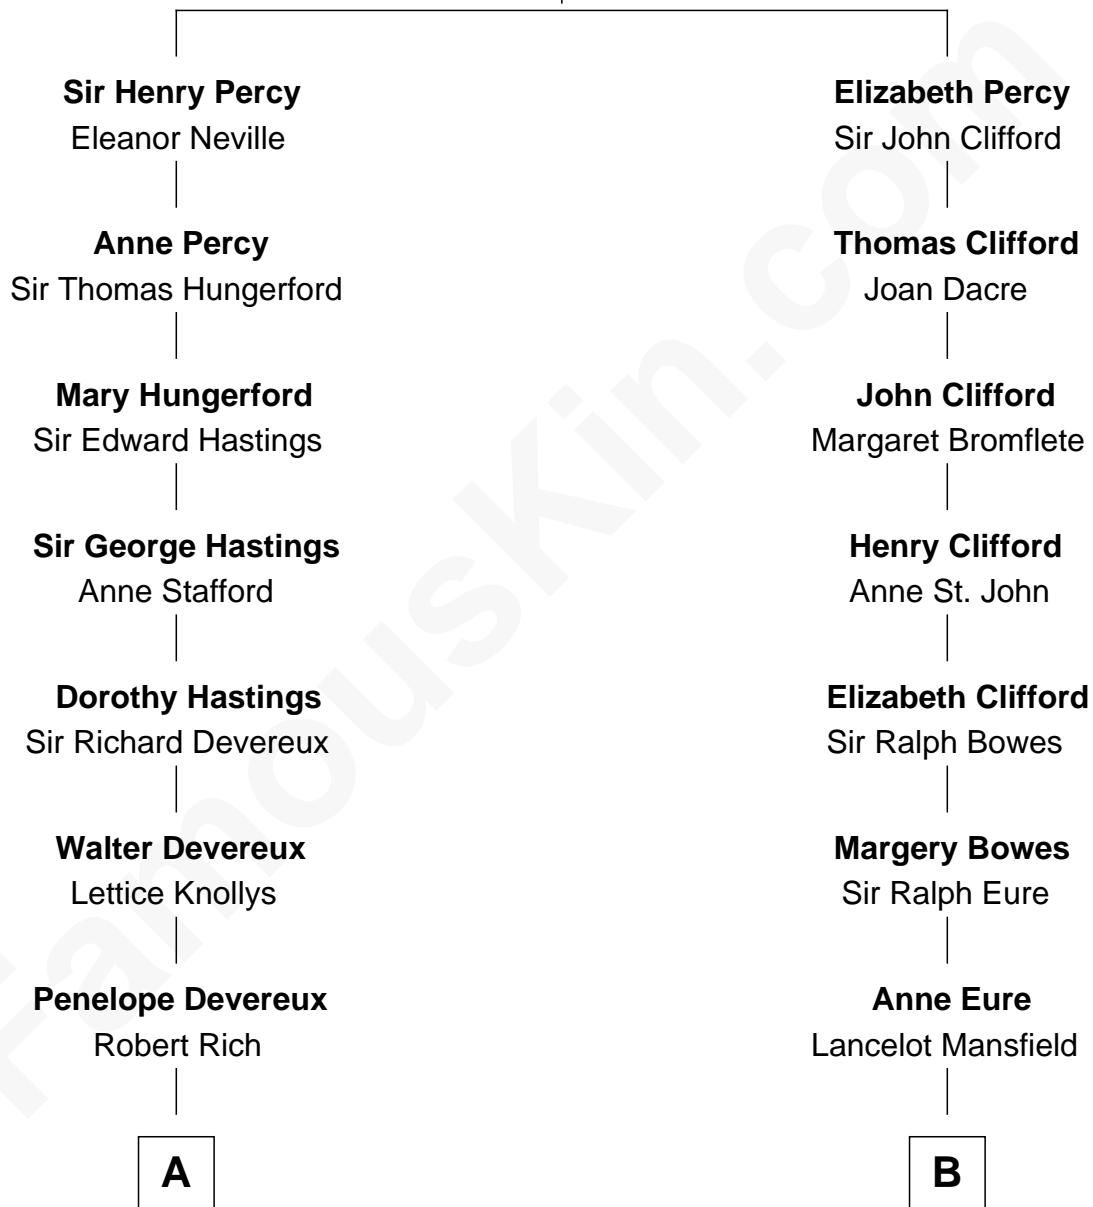 Sir Henry Percy
Eleanor Neville
Anne Percy
Sir Thomas Hungerford
Mary Hungerford
Sir Edward Hastings
Sir George Hastings
Anne Stafford
Dorothy Hastings
Sir Richard Devereux
Walter Devereux
Lettice Knollys
Penelope Devereux
Robert Rich
A
Elizabeth Percy
Sir John Clifford
Thomas Clifford
Joan Dacre
John Clifford
Margaret Bromflete
Henry Clifford
Anne St. John
Elizabeth Clifford
Sir Ralph Bowes
Margery Bowes
Sir Ralph Eure
Anne Eure
Lancelot Mansfield
B
FamousKin.com